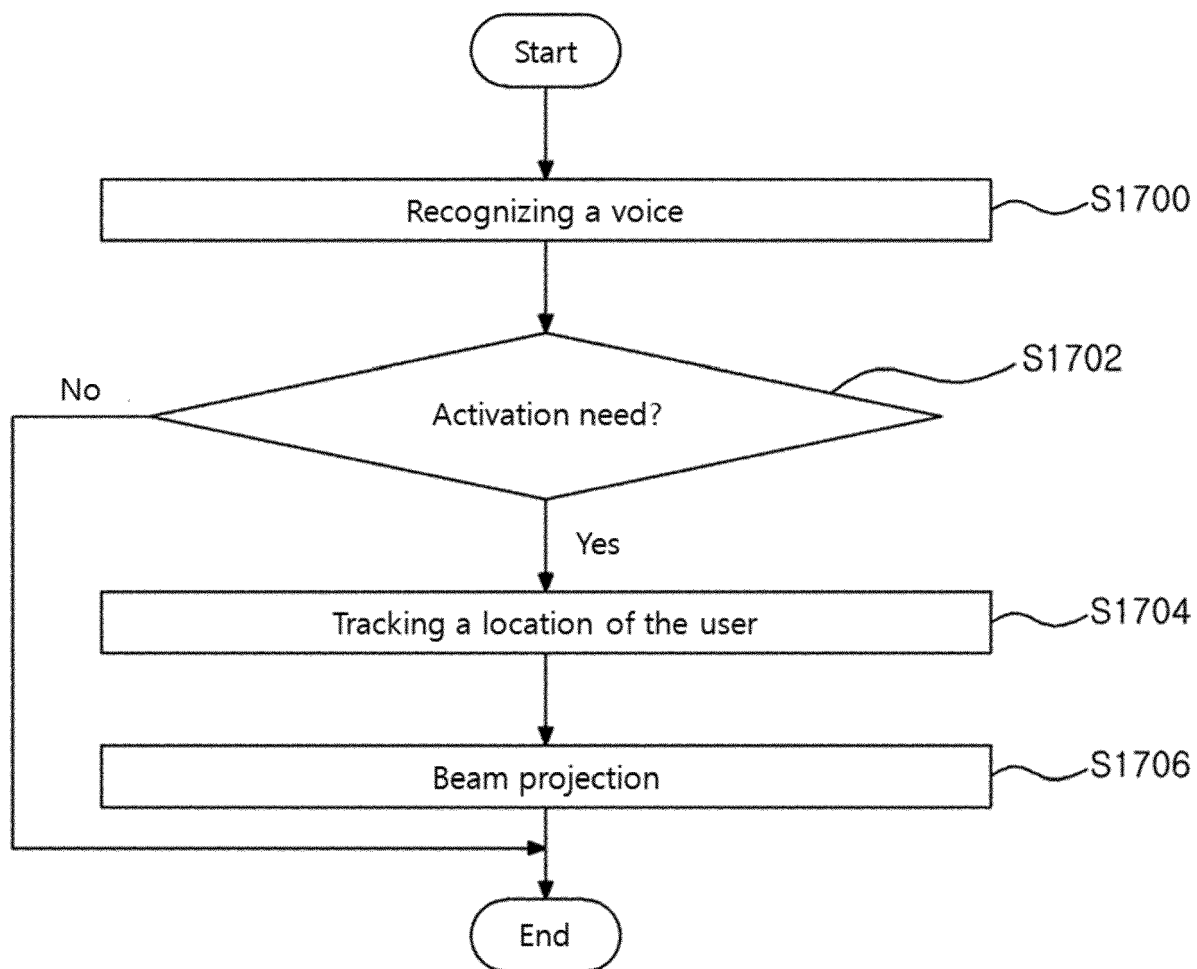 Start
Recognizing a voice
S1700
S1702
No
Activation need?
Yes
Tracking a location of the user
S1704
Beam projection
S1706
End